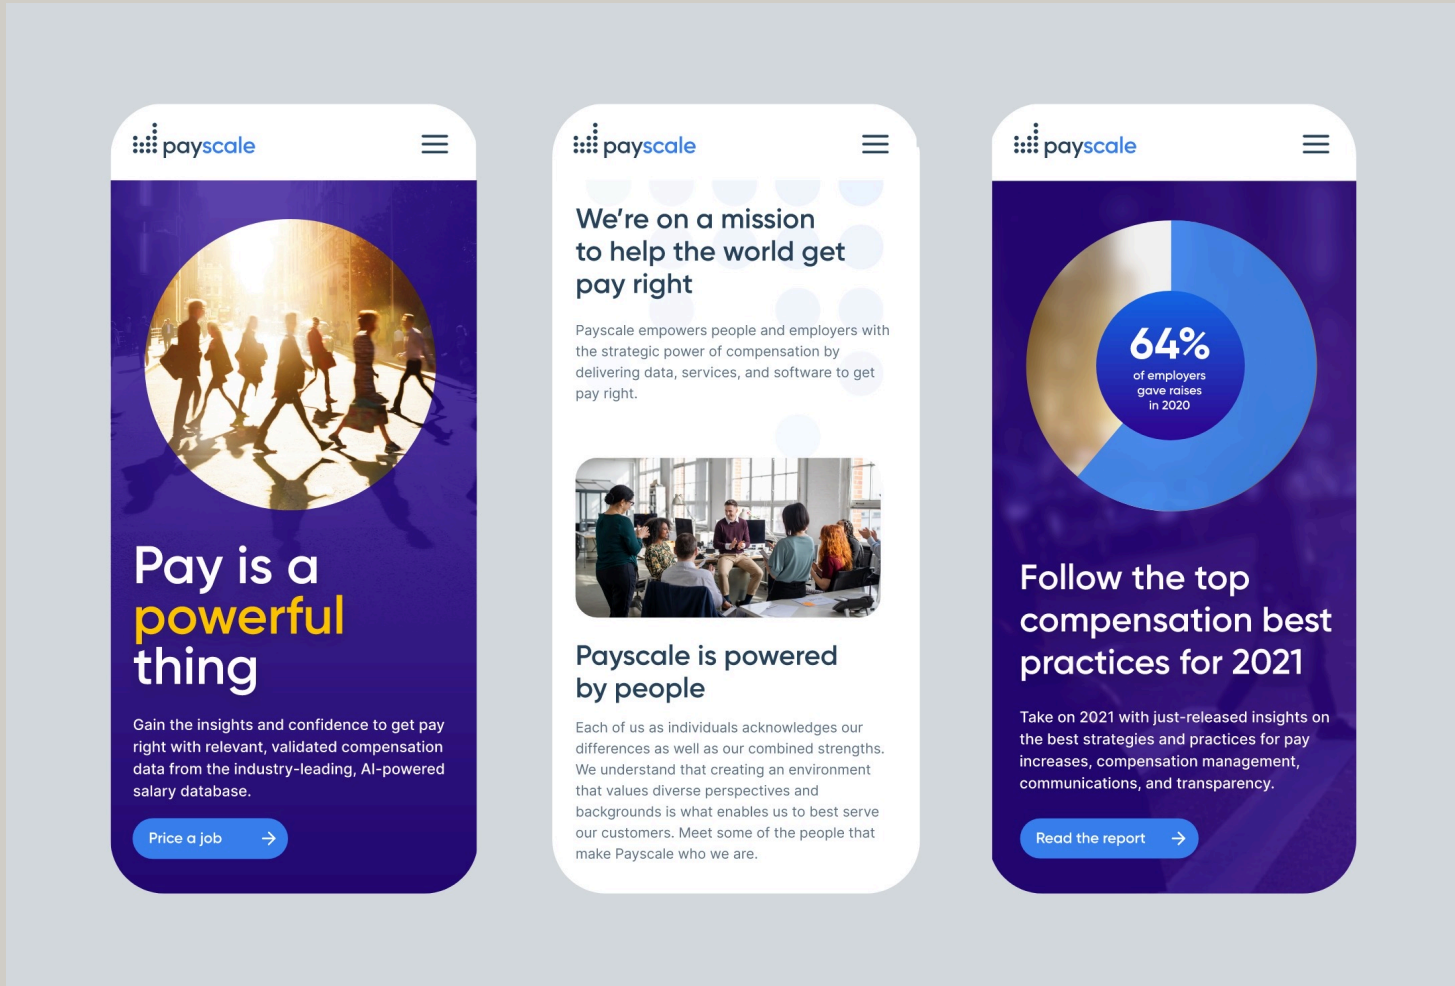 payscale
Pay is a
powerful
thing
Gain the insights and confidence to get pay
right with relevant, validated compensation
data from the industry-leading, AI-powered
salary database.
Price a job
payscale
We’re on a mission
to help the world get
pay right
Payscale empowers people and employers with
the strategic power of compensation by
delivering data, services, and software to get
pay right.
Payscale is powered
by people
Each of us as individuals acknowledges our
differences as well as our combined strengths.
We understand that creating an environment
that values diverse perspectives and
backgrounds is what enables us to best serve
our customers. Meet some of the people that
make Payscale who we are.
payscale
64%
of employers
gave raises
in 2020
Follow the top
compensation best
practices for 2021
Take on 2021 with just-released insights on
the best strategies and practices for pay
increases, compensation management,
communications, and transparency.
Read the report